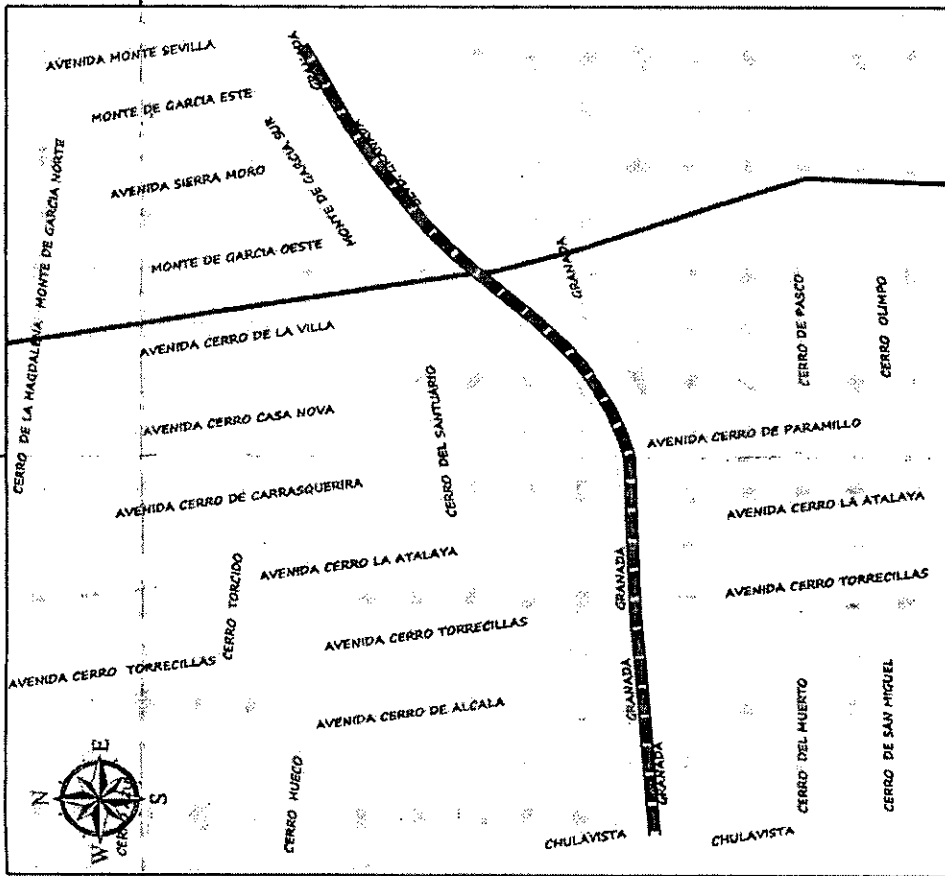 AVENIDA MONTE SEVILLA
GRANADA
MONTE DE GARCIA ESTE
MONTE DE GARCIA SUR
MONTE DE GARCIA NORTE
AVENIDA SIERRA MORO
MONTE DE GARCIA OESTE
GRANADA
CERRO DE LA MAGDALENA
AVENIDA CERRO DE LA VILLA
CERRO DE PASCO
CERRO OLIMPO
AVENIDA CERRO CASA NOVA
CERRO DEL SANTUARIO
AVENIDA CERRO DE PARAMILLO
AVENIDA CERRO DE CARRASQUERIRA
AVENIDA CERRO LA ATALAYA
AVENIDA CERRO LA ATALAYA
CERRO TORCIDO
GRANADA
AVENIDA CERRO TORRECILLAS
AVENIDA CERRO TORRECILLAS
AVENIDA CERRO TORRECILLAS
GRANADA
AVENIDA CERRO DE ALCALA
CERRO DEL MUERTO
CERRO DE SAN MIGUEL
GRANADA
CERRO HUECO
CHULAVISTA
CHULAVISTA
N
E
S
W
CERRO